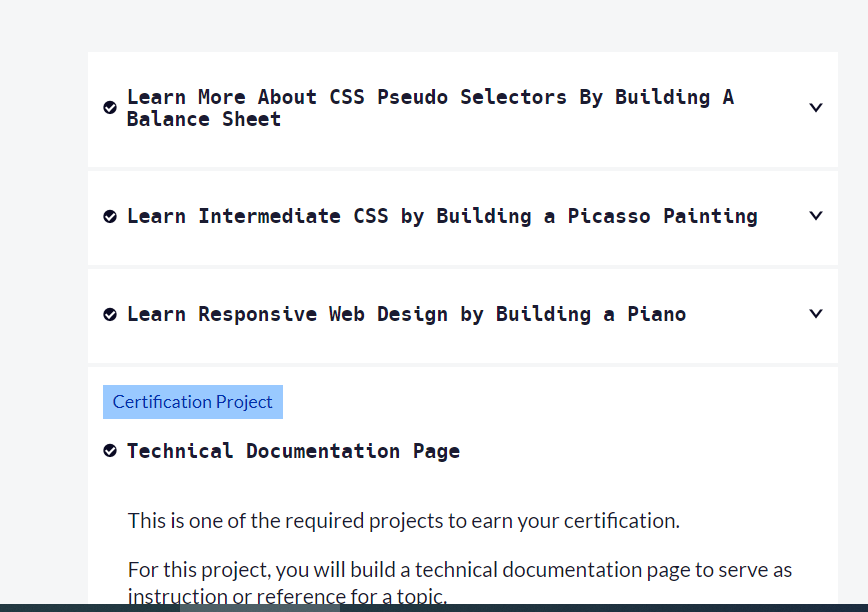 Learn More About CSS Pseudo Selectors By Building A
Balance Sheet
Learn Intermediate CSS by Building a Picasso Painting
Learn Responsive Web Design by Building a Piano
Certification Project
Technical Documentation Page
This is one of the required projects to earn your certification.
For this project, you will build a technical documentation page to serve as
instruction or reference for a topic.